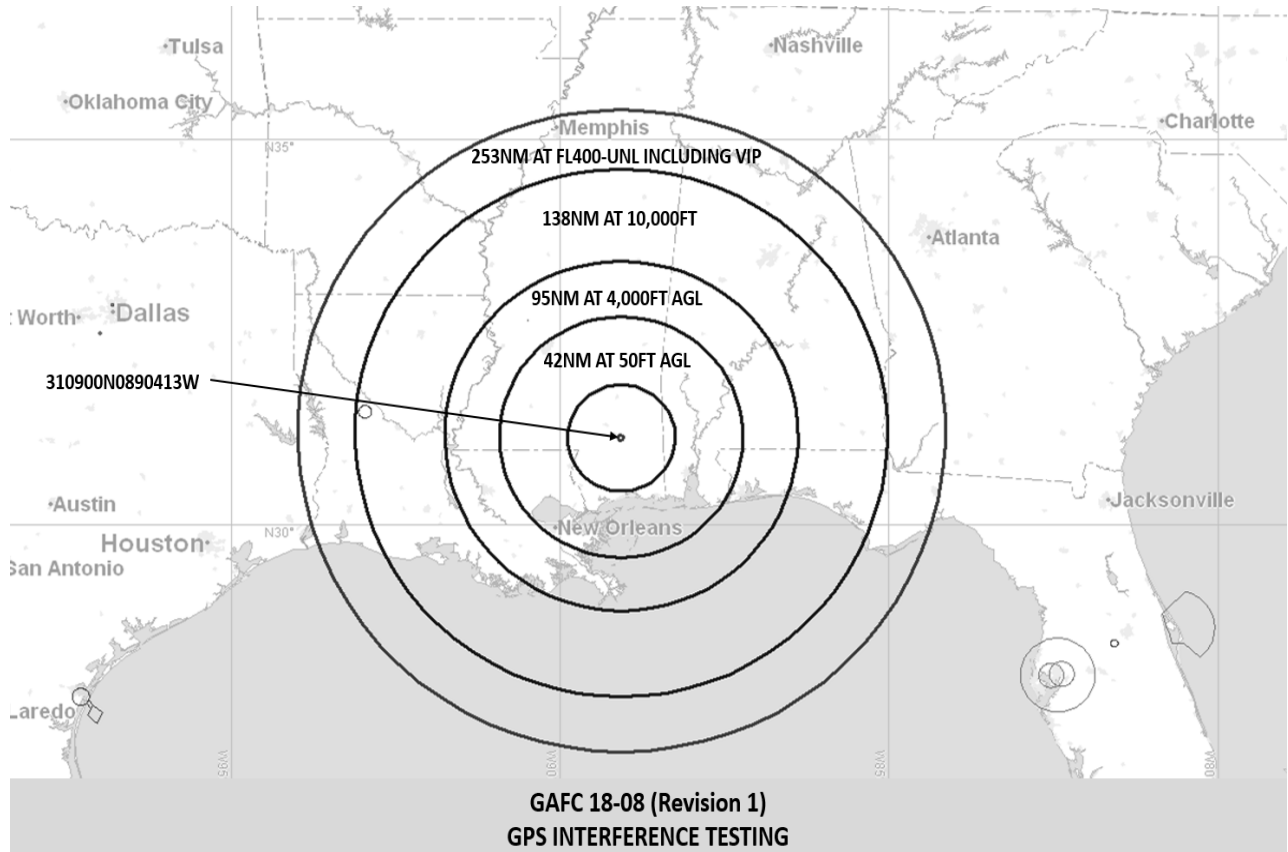 Tulsa
Nashville
Oklahoma City
Charlotte
Memphis
N35°
253NM AT FL400-UNL INCLUDING VIP
138NM AT 10,000FT
Atlanta
95NM AT 4,000FT AGL
Dallas
: Worth
42NM AT 50FT AGL
310900N0890413W
Austin
Jacksonville
New Orleans
N30°
Houston
San Antonio
Laredo
W95
W90
W85
W80
GAFC 18-08 (Revision 1)
GPS INTERFERENCE TESTING